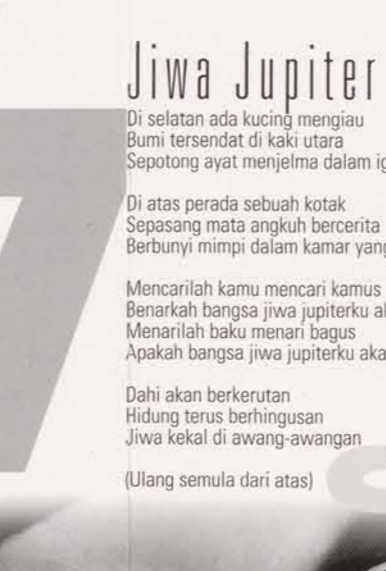 7
Jiwa Jupiter
Di selatan ada kucing mengiau
Bumi tersendat di kaki utara
Sepotong ayat menjelma dalam
Di atas perada sebuah kotak
Sepasang mata angkuh bercerita
Berbunyi mimpi dalam kamar yang
Mencarilah kamu mencari kamus
Benarkah bangsa jiwa jupiterku
Menarilah baku menari bagus
Apakah bangsa jiwa jupiterku
Dahi akan berkerutan
Hidung terus berhingusan
Jiwa kekal di awang-awangan
(Ulang semula dari atas)